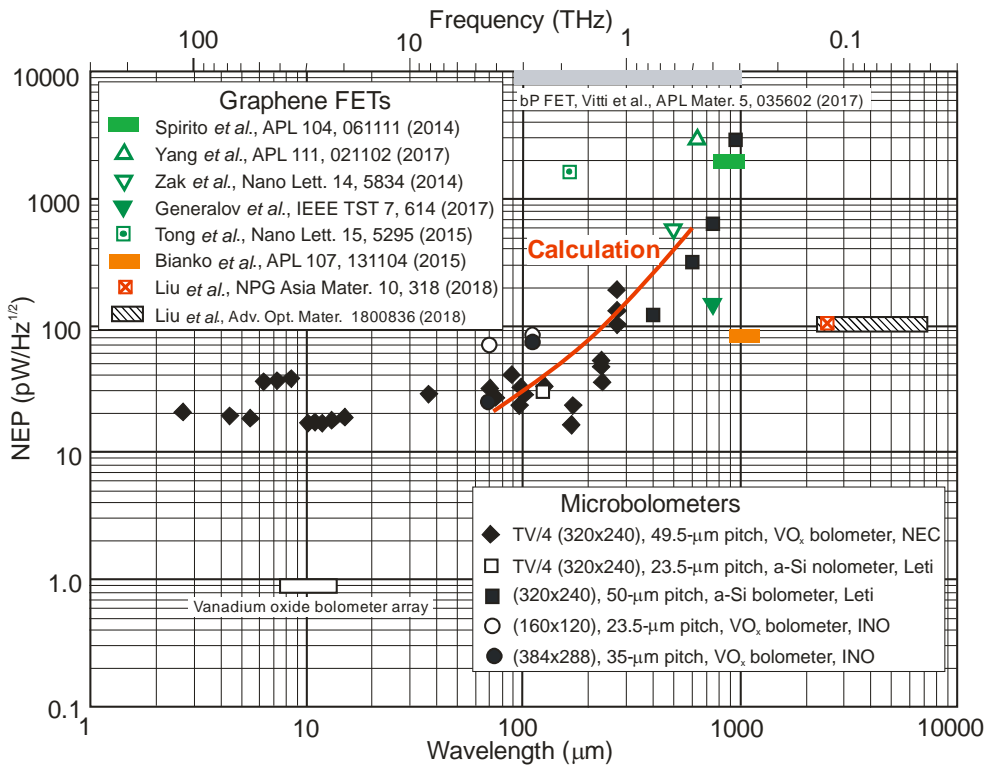 Frequency (THz)
100 10 1 0.1
10000
1000
100
10
1.0
0.1
NEP (pW/Hz1/2)
bP FET, Vitti et al., APL Mater. 5, 035602 (2017)
Graphene FETs
Spirito et al., APL 104, 061111 (2014)
Yang et al., APL 111, 021102 (2017)
Zak et al., Nano Lett. 14, 5834 (2014)
Generalov et al., IEEE TST 7, 614 (2017)
Tong et al., Nano Lett. 15, 5295 (2015)
Bianko et al., APL 107, 131104 (2015)
Liu et al., NPG Asia Mater. 10, 318 (2018)
Liu et al., Adv. Opt. Mater. 1800836 (2018)
Calculation
Microbolometers
TV/4 (320x240), 49.5-μm pitch, VOx bolometer, NEC
TV/4 (320x240), 23.5-μm pitch, a-Si nolometer, Leti
(320x240), 50-μm pitch, a-Si bolometer, Leti
(160x120), 23.5-μm pitch, VOx bolometer, INO
(384x288), 35-μm pitch, VOx bolometer, INO
Vanadium oxide bolometer array
1 10 100 1000 10000
Wavelength (μm)